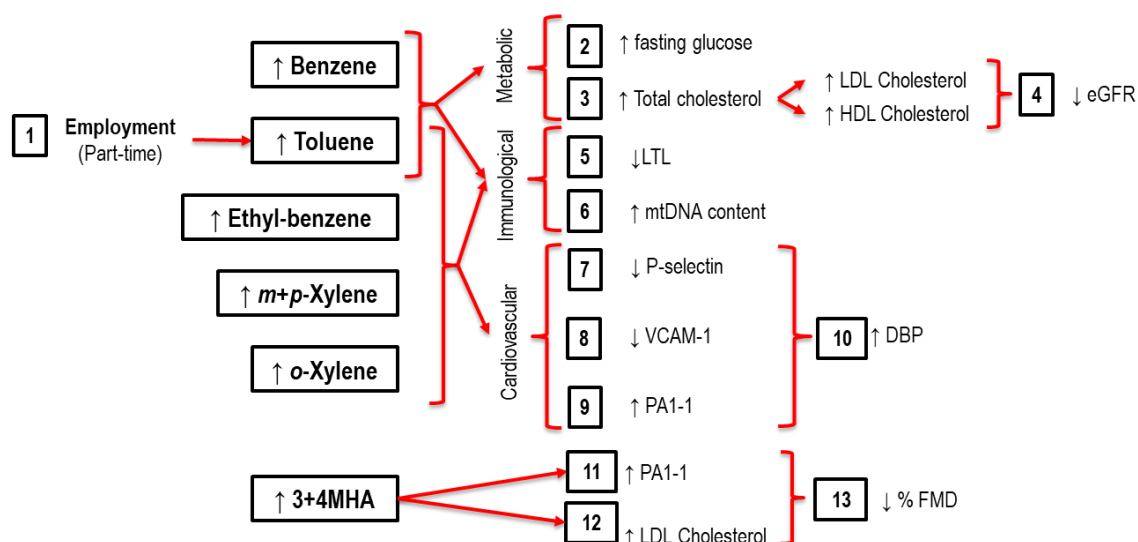 ↑ Benzene
1
Employment
(Part-time)
↑ Toluene
↑ Ethyl-benzene
↑ m+p-Xylene
↑ o-Xylene
↑ 3+4MHA
Metabolic
Immunological
Cardiovascular
2 ↑ fasting glucose
3 ↑ Total cholesterol
↑ LDL Cholesterol
↑ HDL Cholesterol
4 ↓ eGFR
5 ↓LTL
6 ↑ mtDNA content
7 ↓ P-selectin
8 ↓ VCAM-1
9 ↑ PA1-1
10 ↑ DBP
11 ↑ PA1-1
12 ↑ LDL Cholesterol
13 ↓ % FMD